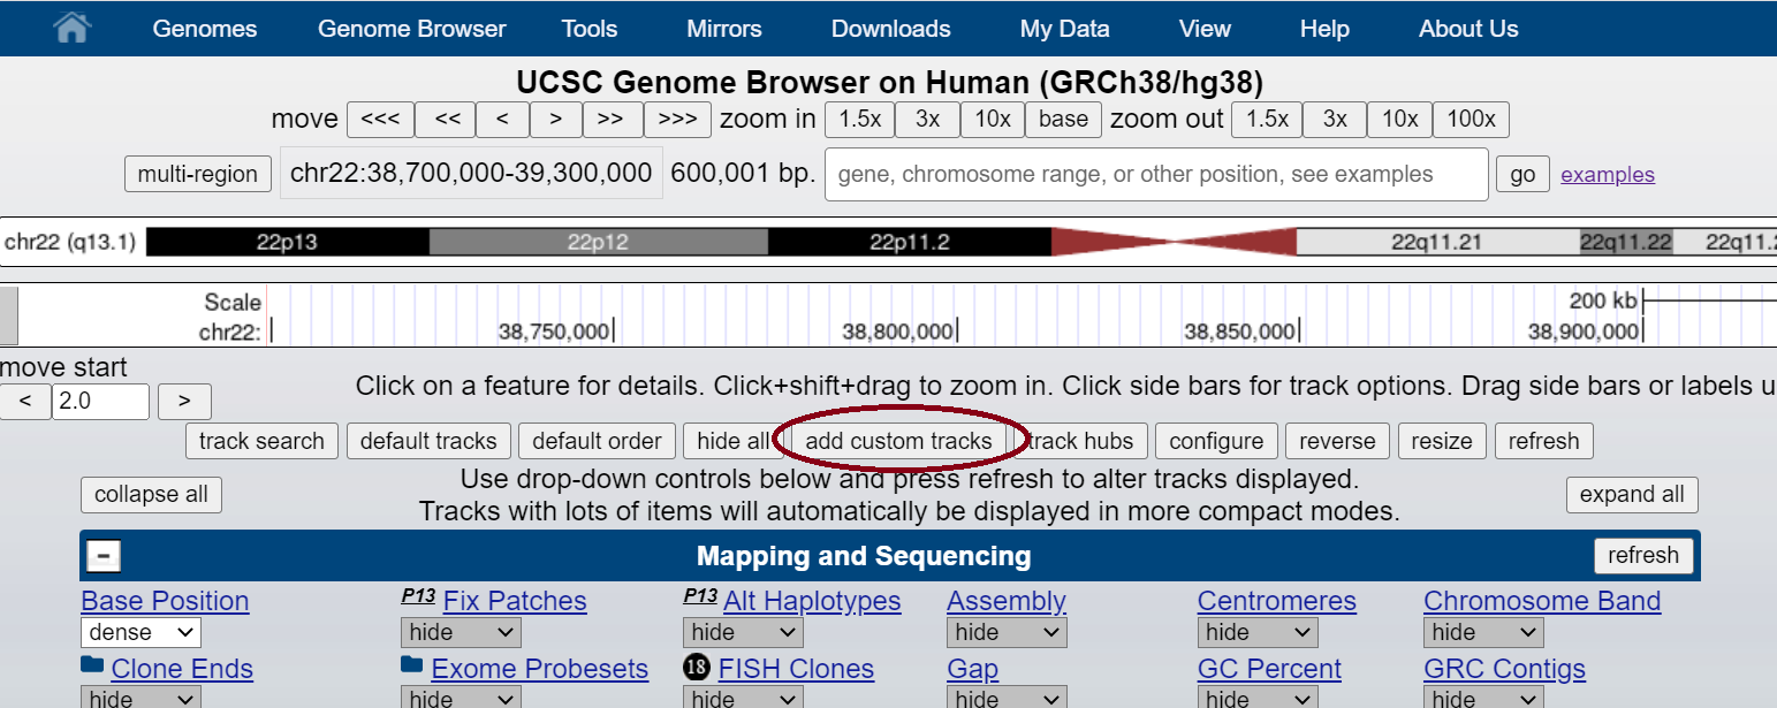 Genomes Genome Browser Tools Mirrors Downloads My Data View Help About Us
UCSC Genome Browser on Human (GRCh38/hg38)
move <<< << < > >> >>> zoom in 1.5x 3x 10x base zoom out 1.5x 3x 10x 100x
multi-region chr22:38,700,000-39,300,000 600,001 bp. gene, chromosome range, or other position, see examples go examples
chr22 (q13.1) 22p13 22p12 22p11.2 22q11.21 22q11.22 22q11.2
Scale 200 kb
chr22: 38,750,000 38,800,000 38,850,000 38,900,000
move start
Click on a feature for details. Click+shift+drag to zoom in. Click side bars for track options. Drag side bars or labels u
< 2.0 >
track search default tracks default order hide all add custom tracks track hubs configure reverse resize refresh
Use drop-down controls below and press refresh to alter tracks displayed.
collapse all expand all
Tracks with lots of items will automatically be displayed in more compact modes.
- Mapping and Sequencing refresh
Base Position P13 Fix Patches P13 Alt Haplotypes Assembly Centromeres Chromosome Band
dense hide hide hide hide hide
Clone Ends Exome Probesets 18 FISH Clones Gap GC Percent GRC Contigs
hide hide hide hide hide hide